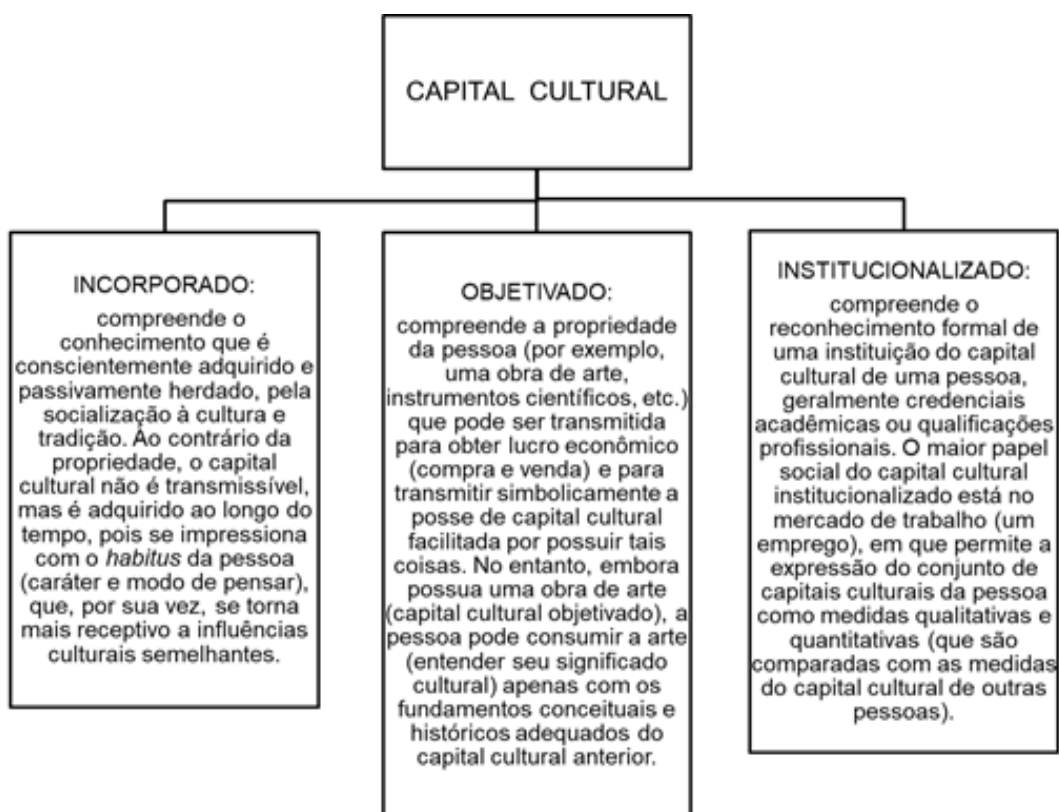 CAPITAL CULTURAL
INCORPORADO:
compreende o
conhecimento que é
conscientemente adquirido e
passivamente herdado, pela
socialização à cultura e
tradição. Ao contrário da
propriedade, o capital
cultural não é transmissível,
mas é adquirido ao longo do
tempo, pois se impressiona
com o habitus da pessoa
(caráter e modo de pensar),
que, por sua vez, se torna
mais receptivo a influências
culturais semelhantes.
OBJETIVADO:
compreende a propriedade
da pessoa (por exemplo,
uma obra de arte,
instrumentos científicos, etc.)
que pode ser transmitida
para obter lucro econômico
(compra e venda) e para
transmitir simbolicamente a
posse de capital cultural
facilitada por possuir tais
coisas. No entanto, embora
possua uma obra de arte
(capital cultural objetivado), a
pessoa pode consumir a arte
(entender seu significado
cultural) apenas com os
fundamentos conceituais e
históricos adequados do
capital cultural anterior.
INSTITUCIONALIZADO:
compreende o
reconhecimento formal de
uma instituição do capital
cultural de uma pessoa,
geralmente credenciais
acadêmicas ou qualificações
profissionais. O maior papel
social do capital cultural
institucionalizado está no
mercado de trabalho (um
emprego), em que permite a
expressão do conjunto de
capitais culturais da pessoa
como medidas qualitativas e
quantitativas (que são
comparadas com as medidas
do capital cultural de outras
pessoas).